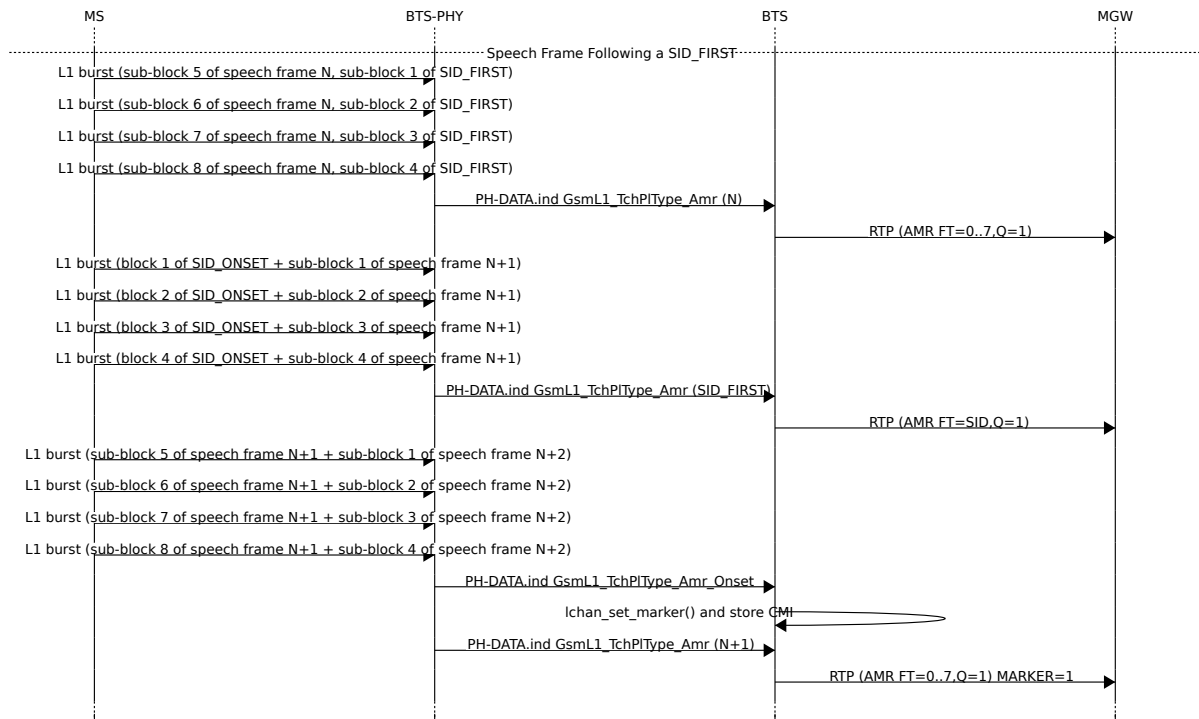 MS BTS-PHY BTS MGW
Speech Frame Following a SID_FIRST
L1 burst (sub-block 5 of speech frame N, sub-block 1 of SID_FIRST)
L1 burst (sub-block 6 of speech frame N, sub-block 2 of SID_FIRST)
L1 burst (sub-block 7 of speech frame N, sub-block 3 of SID_FIRST)
L1 burst (sub-block 8 of speech frame N, sub-block 4 of SID_FIRST)
PH-DATA.ind GsmL1_TchPlType_Amr (N)
RTP (AMR FT=0..7,Q=1)
L1 burst (block 1 of SID_ONSET + sub-block 1 of speech frame N+1)
L1 burst (block 2 of SID_ONSET + sub-block 2 of speech frame N+1)
L1 burst (block 3 of SID_ONSET + sub-block 3 of speech frame N+1)
L1 burst (block 4 of SID_ONSET + sub-block 4 of speech frame N+1)
PH-DATA.ind GsmL1_TchPlType_Amr (SID_FIRST)
RTP (AMR FT=SID,Q=1)
L1 burst (sub-block 5 of speech frame N+1 + sub-block 1 of speech frame N+2)
L1 burst (sub-block 6 of speech frame N+1 + sub-block 2 of speech frame N+2)
L1 burst (sub-block 7 of speech frame N+1 + sub-block 3 of speech frame N+2)
L1 burst (sub-block 8 of speech frame N+1 + sub-block 4 of speech frame N+2)
PH-DATA.ind GsmL1_TchPlType_Amr_Onset
lchan_set_marker() and store CMI
PH-DATA.ind GsmL1_TchPlType_Amr (N+1)
RTP (AMR FT=0..7,Q=1) MARKER=1